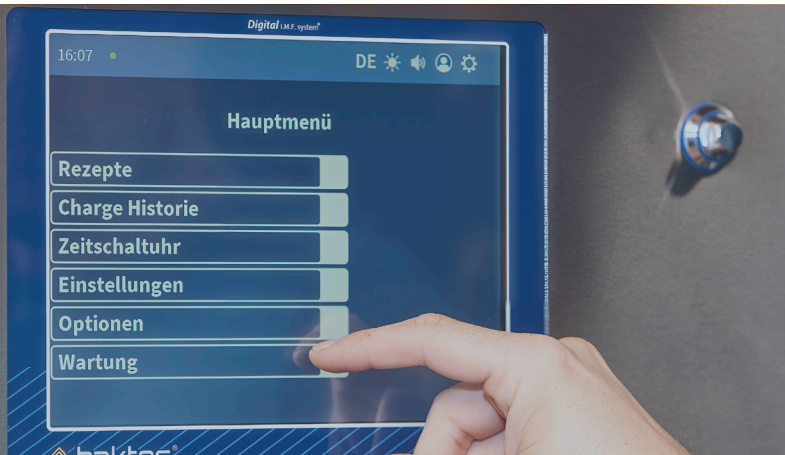 Digital I.M.F. system®
16:07
DE
Hauptmenü
Rezepte
Charge Historie
Zeitschaltuhr
Einstellungen
Optionen
Wartung